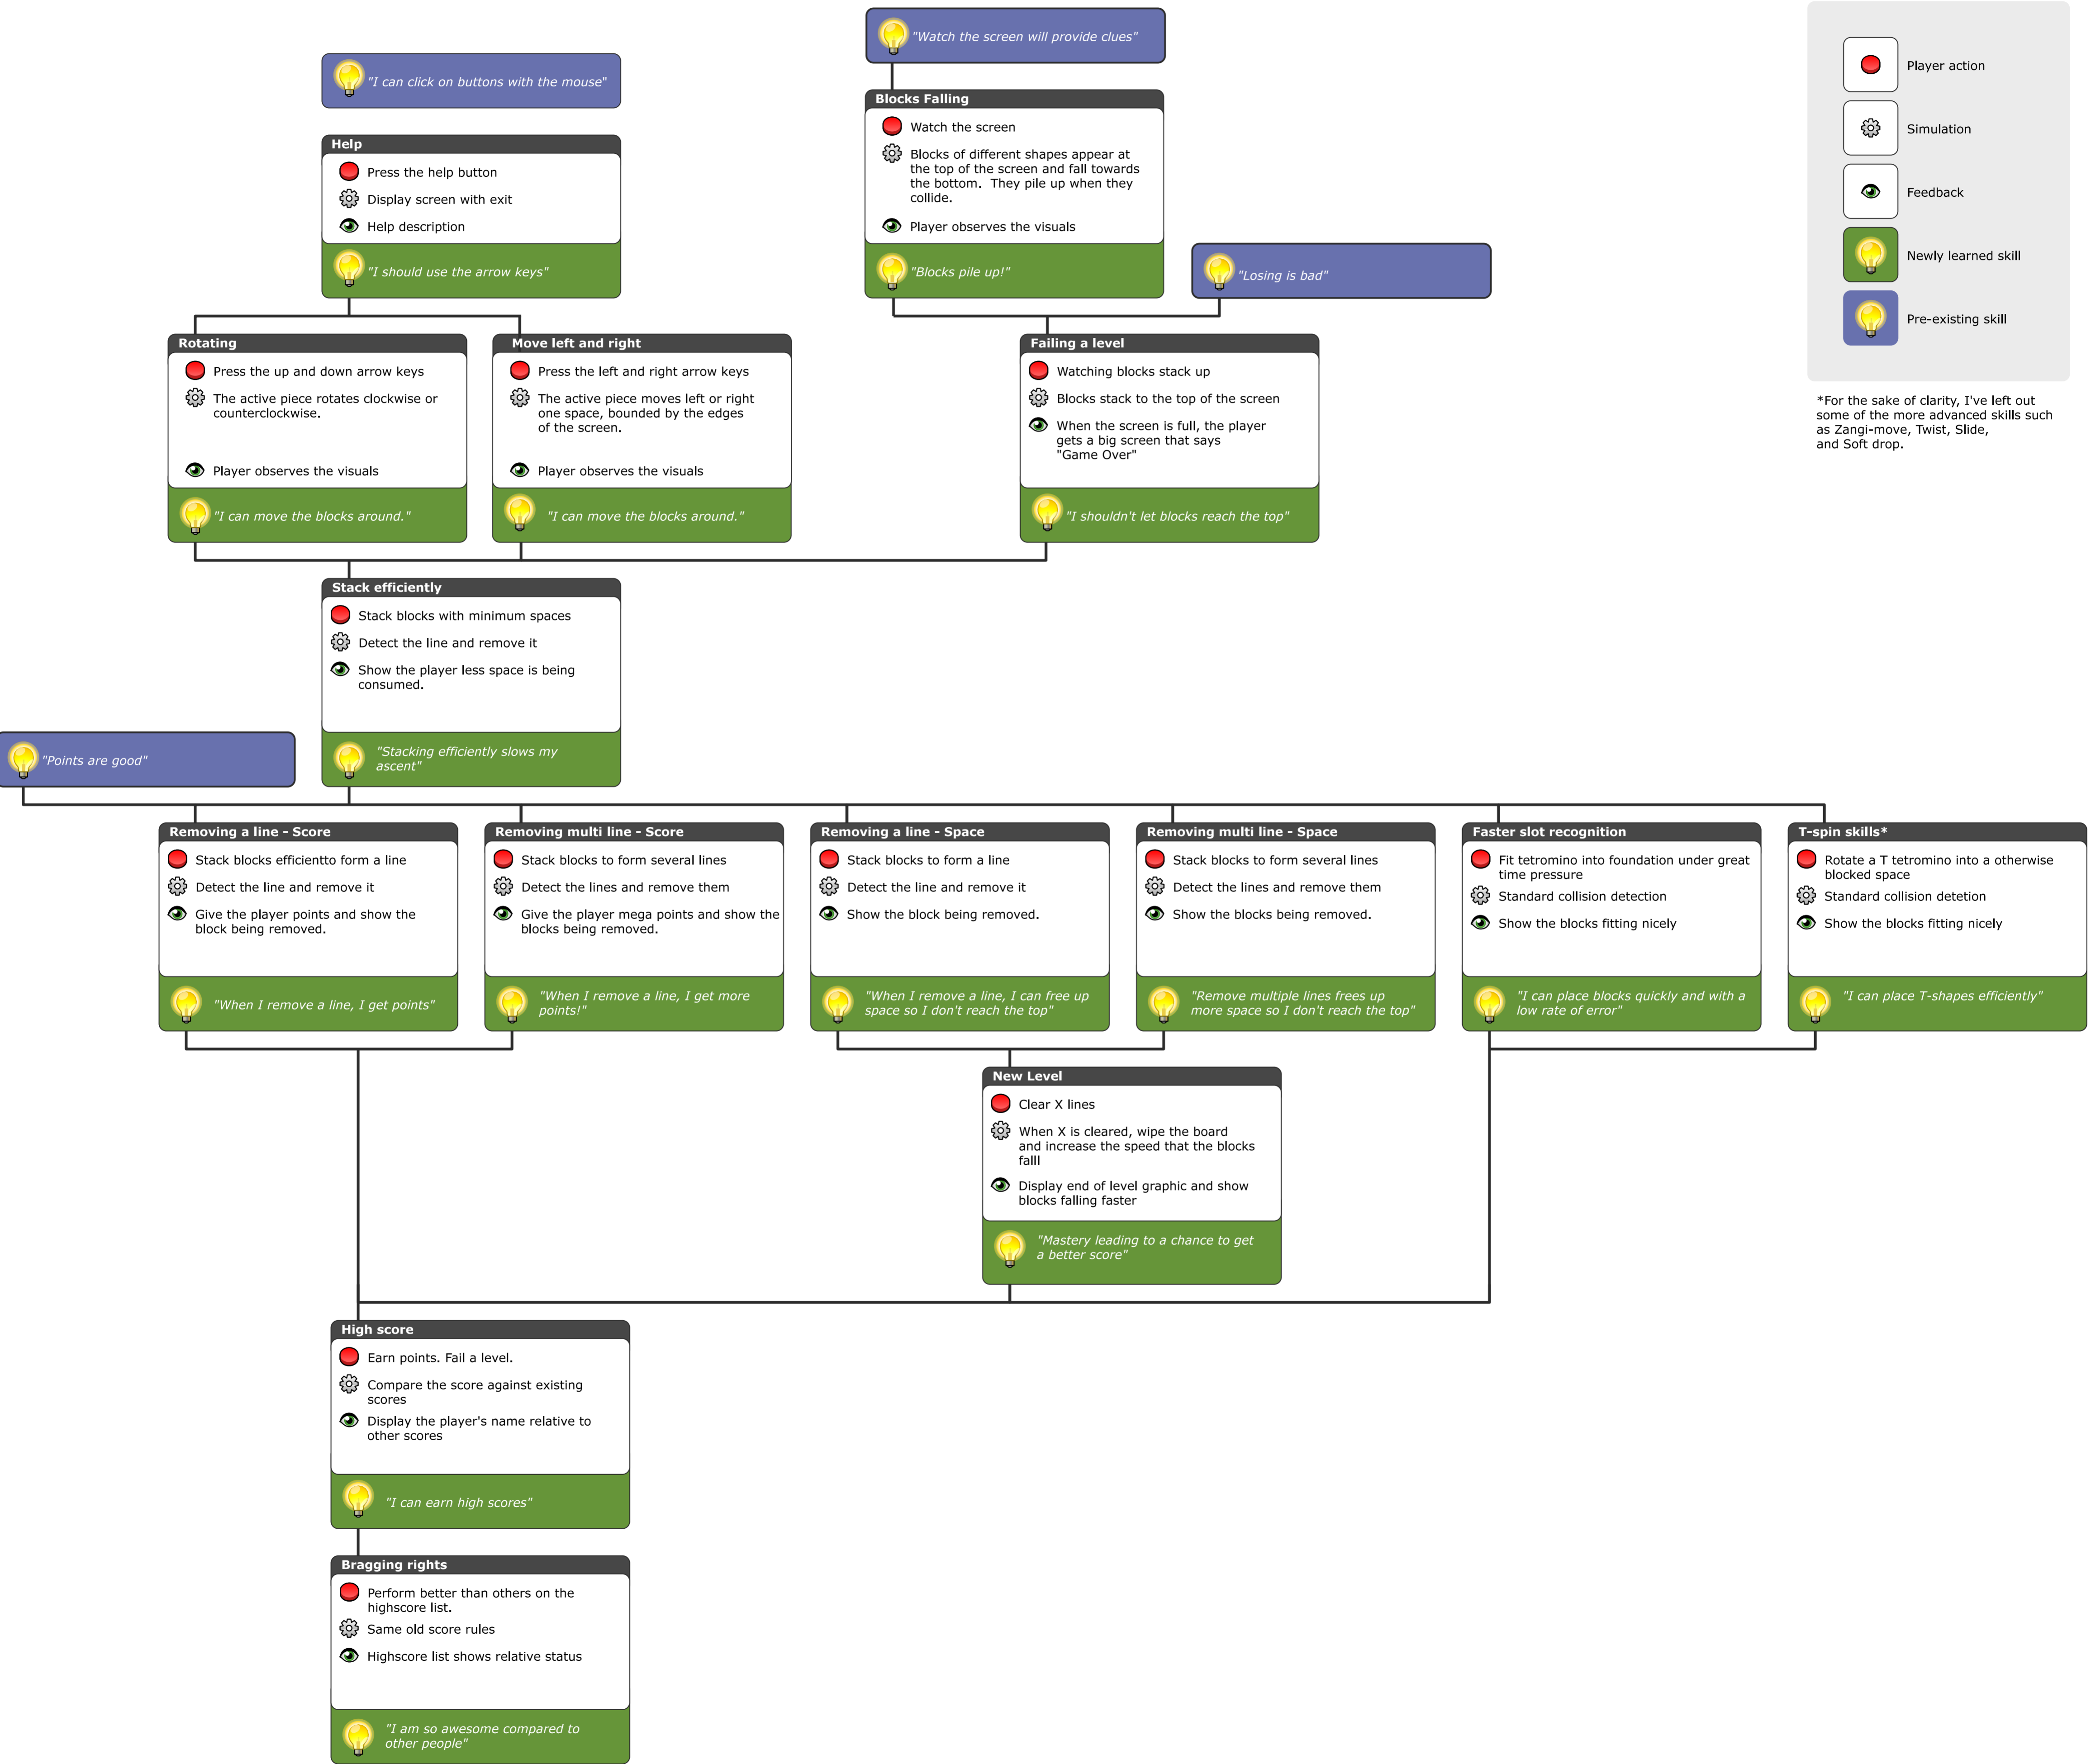 "Watch the screen will provide clues"
"I can click on buttons with the mouse"
Help
Press the help button
Display screen with exit
Help description
"I should use the arrow keys"
Blocks Falling
Watch the screen
Blocks of different shapes appear at
the top of the screen and fall towards
the bottom. They pile up when they
collide.
Player observes the visuals
"Blocks pile up!"
"Losing is bad"
Player action
Simulation
Feedback
Newly learned skill
Pre-existing skill
*For the sake of clarity, I've left out
some of the more advanced skills such
as Zangi-move, Twist, Slide,
and Soft drop.
Rotating
Press the up and down arrow keys
The active piece rotates clockwise or
counterclockwise.
Player observes the visuals
"I can move the blocks around."
Move left and right
Press the left and right arrow keys
The active piece moves left or right
one space, bounded by the edges
of the screen.
Player observes the visuals
"I can move the blocks around."
Failing a level
Watching blocks stack up
Blocks stack to the top of the screen
When the screen is full, the player
gets a big screen that says
"Game Over"
"I shouldn't let blocks reach the top"
Stack efficiently
Stack blocks with minimum spaces
Detect the line and remove it
Show the player less space is being
consumed.
"Stacking efficiently slows my
ascent"
"Points are good"
Removing a line - Score
Stack blocks efficientto form a line
Detect the line and remove it
Give the player points and show the
block being removed.
"When I remove a line, I get points"
Removing multi line - Score
Stack blocks to form several lines
Detect the lines and remove them
Give the player mega points and show the
blocks being removed.
"When I remove a line, I get more
points!"
Removing a line - Space
Stack blocks to form a line
Detect the line and remove it
Show the block being removed.
"When I remove a line, I can free up
space so I don't reach the top"
Removing multi line - Space
Stack blocks to form several lines
Detect the lines and remove them
Show the blocks being removed.
"Remove multiple lines frees up
more space so I don't reach the top"
Faster slot recognition
Fit tetromino into foundation under great
time pressure
Standard collision detection
Show the blocks fitting nicely
"I can place blocks quickly and with a
low rate of error"
T-spin skills*
Rotate a T tetromino into a otherwise
blocked space
Standard collision detetion
Show the blocks fitting nicely
"I can place T-shapes efficiently"
New Level
Clear X lines
When X is cleared, wipe the board
and increase the speed that the blocks
falll
Display end of level graphic and show
blocks falling faster
"Mastery leading to a chance to get
a better score"
High score
Earn points. Fail a level.
Compare the score against existing
scores
Display the player's name relative to
other scores
"I can earn high scores"
Bragging rights
Perform better than others on the
highscore list.
Same old score rules
Highscore list shows relative status
"I am so awesome compared to
other people"